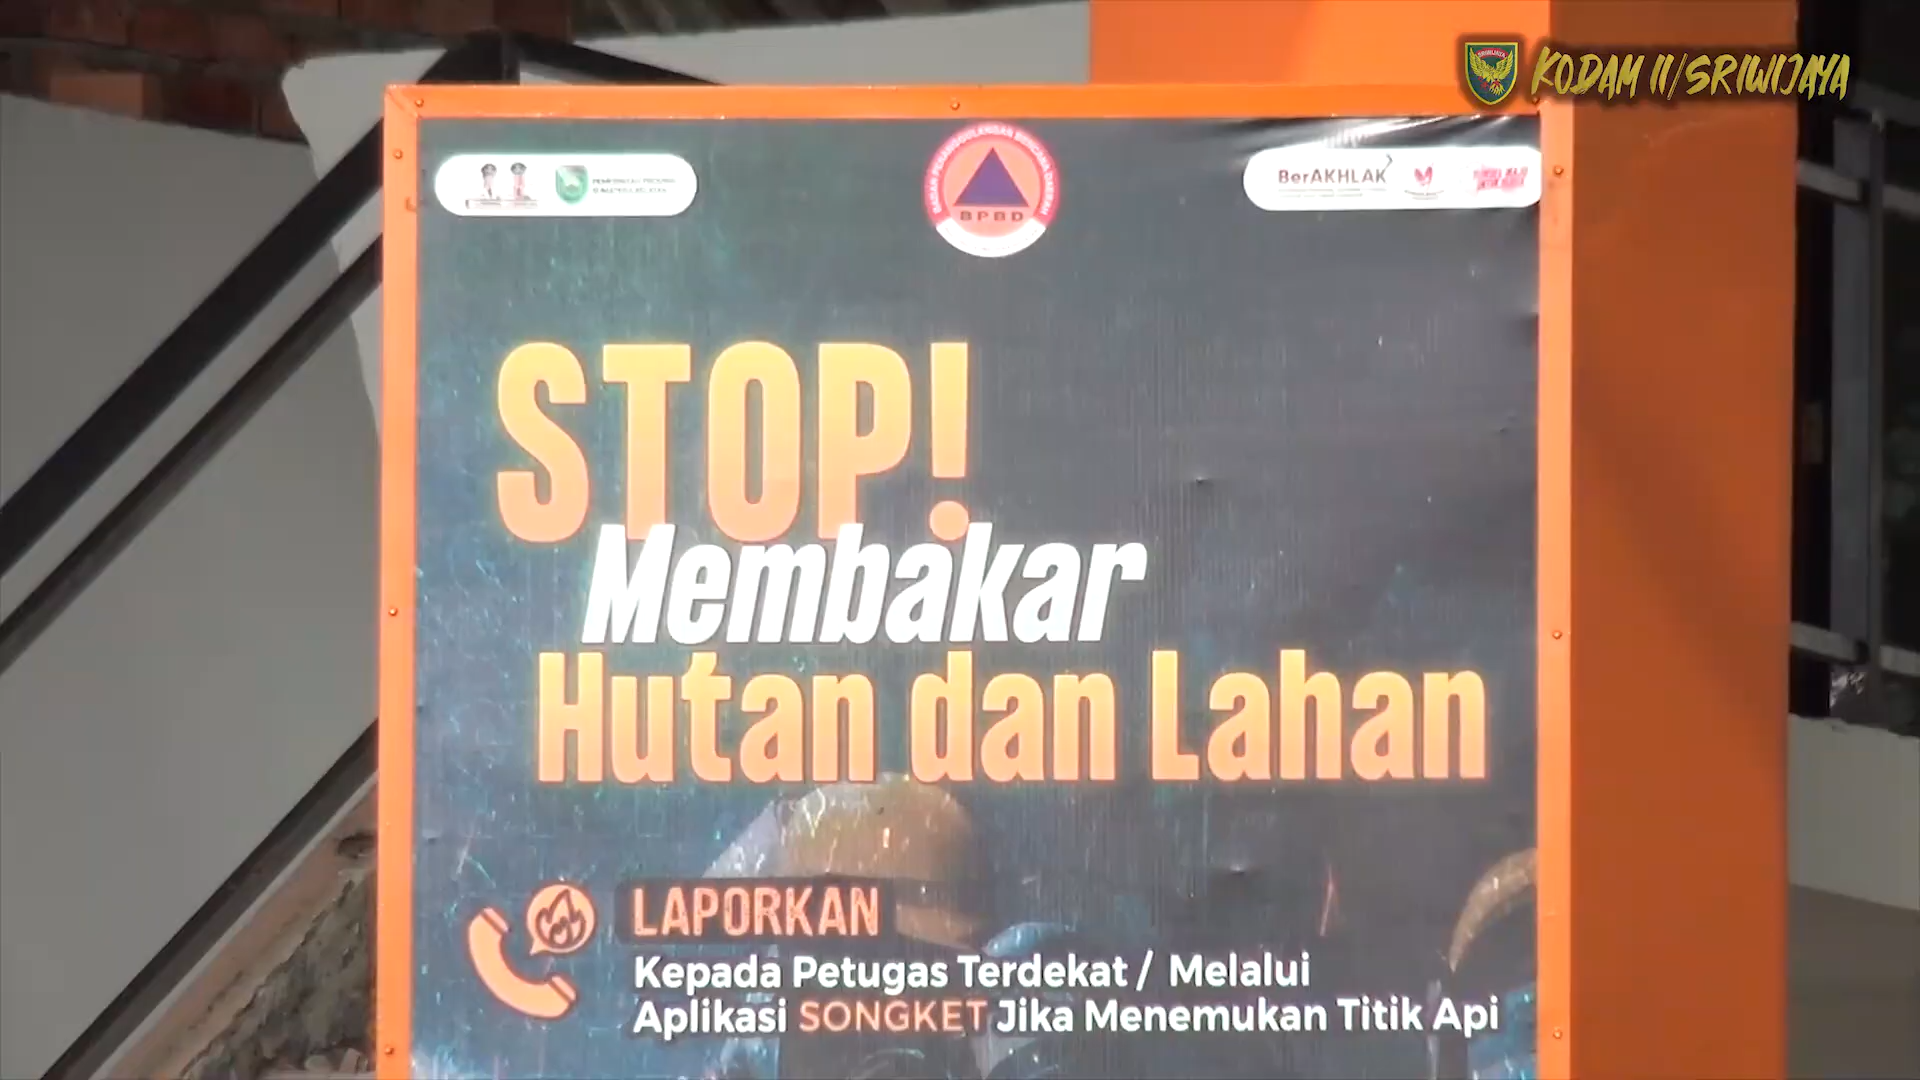 KODAM II/SRIWIJAYA
BerAKHLAK
BPBD
STOP!
Membakar
Hutan dan Lahan
LAPORKAN
Kepada Petugas Terdekat / Melalui
Aplikasi SONGKET Jika Menemukan Titik Api